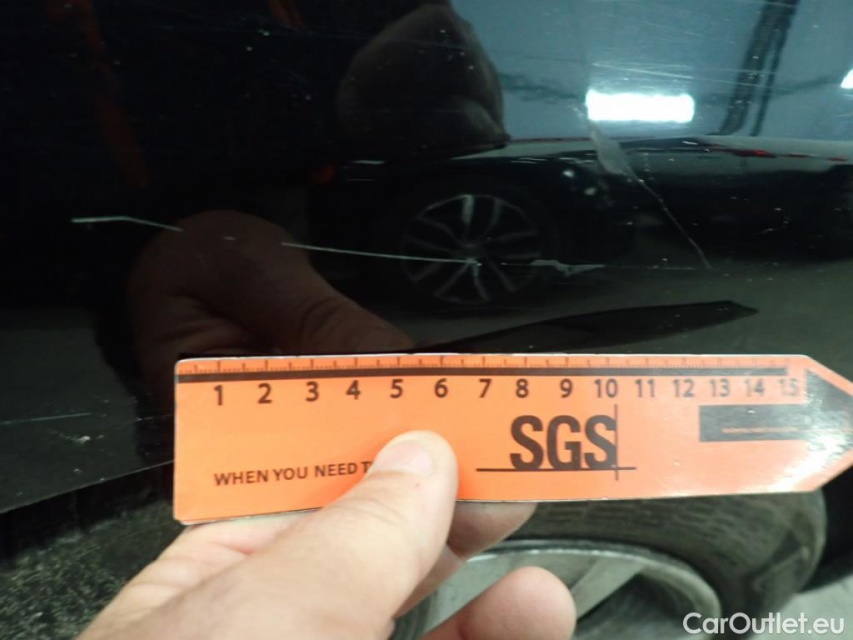 1 2 3 4 5 6 7 8 9 10 11 12 13 14 15
SGS
WHEN YOU NEED T
CarOutlet.eu